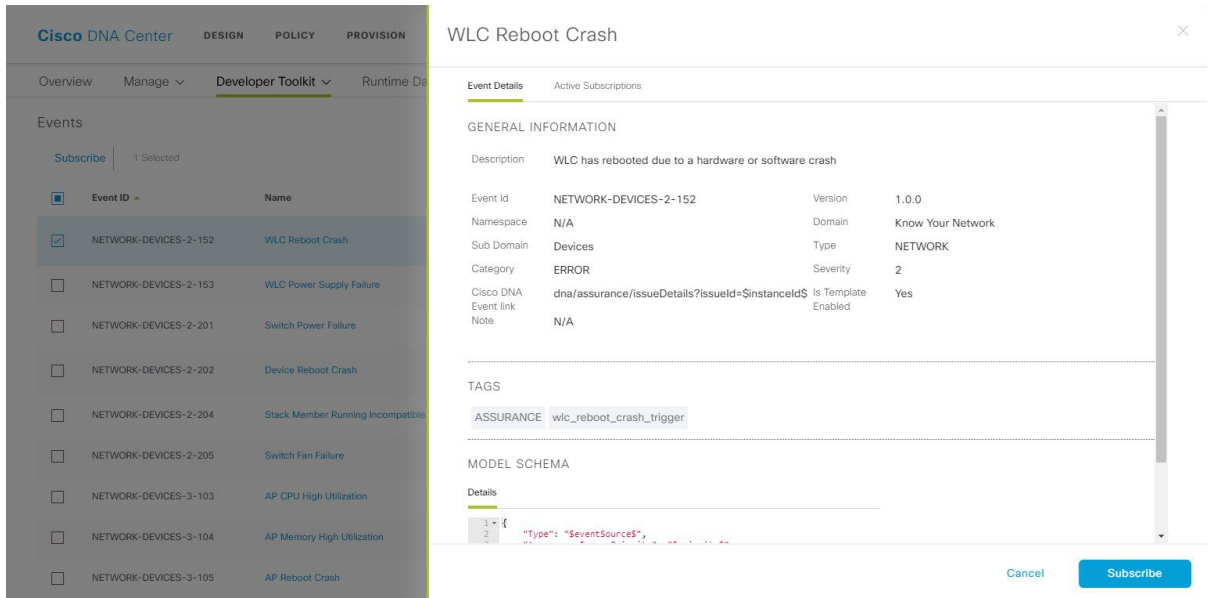 Cisco DNA Center DESIGN POLICY PROVISION
Overview Manage Developer Toolkit Runtime Da
Events
Subscribe 1 Selected
Event ID Name
NETWORK-DEVICES-2-152 WLC Reboot Crash
NETWORK-DEVICES-2-153 WLC Power Supply Failure
NETWORK-DEVICES-2-201 Switch Power Failure
NETWORK-DEVICES-2-202 Device Reboot Crash
NETWORK-DEVICES-2-204 Stack Member Running Incompatible
NETWORK-DEVICES-2-205 Switch Fan Failure
NETWORK-DEVICES-3-103 AP CPU High Utilization
NETWORK-DEVICES-3-104 AP Memory High Utilization
NETWORK-DEVICES-3-105 AP Reboot Crash
WLC Reboot Crash
Event Details Active Subscriptions
GENERAL INFORMATION
Description WLC has rebooted due to a hardware or software crash
Event Id NETWORK-DEVICES-2-152 Version 1.0.0
Namespace N/A Domain Know Your Network
Sub Domain Devices Type NETWORK
Category ERROR Severity 2
Cisco DNA dna/assurance/issueDetails?issueId=$instanceId$ Is Template Yes
Event link Enabled
Note N/A
TAGS
ASSURANCE wlc_reboot_crash_trigger
MODEL SCHEMA
Details
1 {
2 "Type": "$eventSource$",
Cancel Subscribe